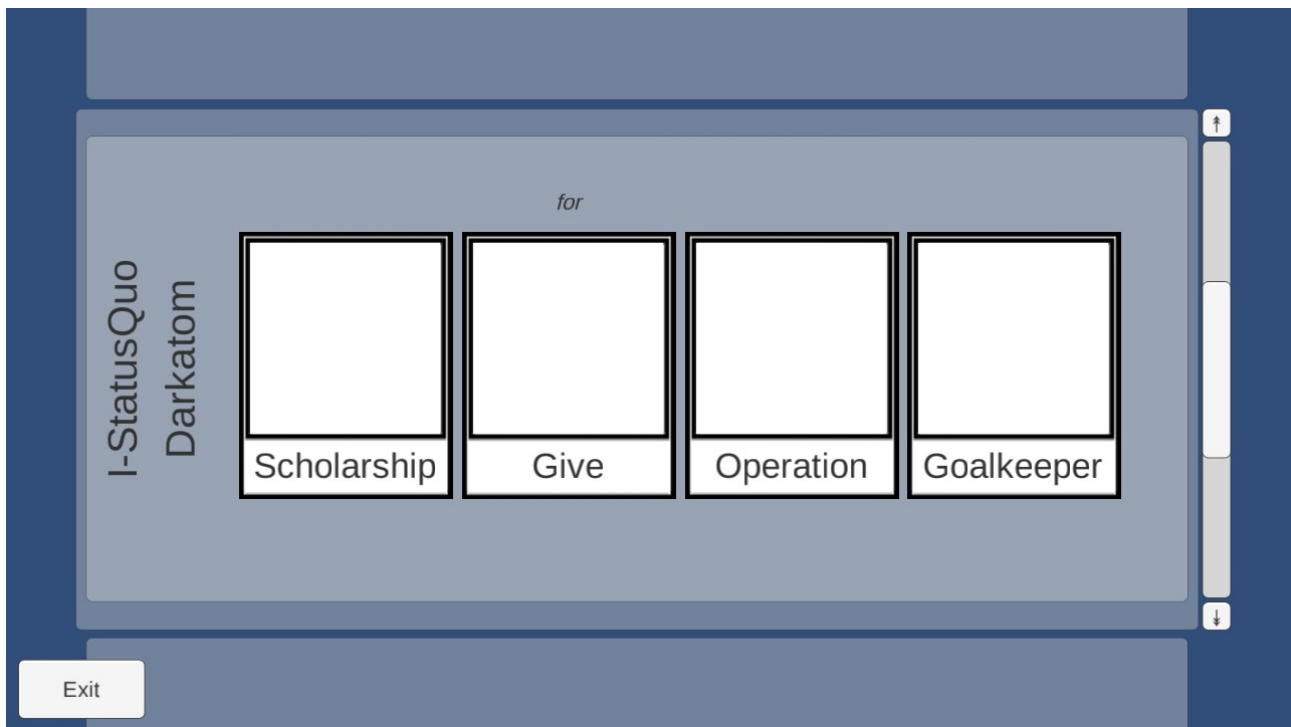 I-StatusQuo
Darkatom
for
Scholarship
Give
Operation
Goalkeeper
Exit